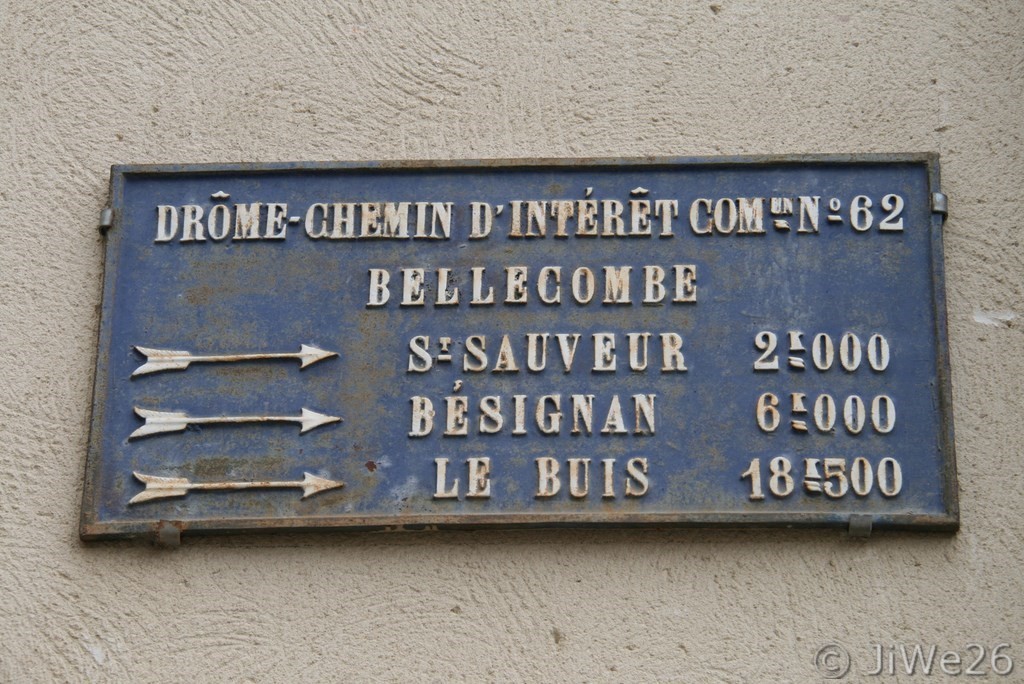 DRÔME-CHEMIN D'INTÉRÊT COMᵁᴺ Nº 62
BELLECOMBE
Sᵀ SAUVEUR 2ᴷ000
BÉSIGNAN 6ᴷ000
LE BUIS 18ᴷ500
© JiWe26